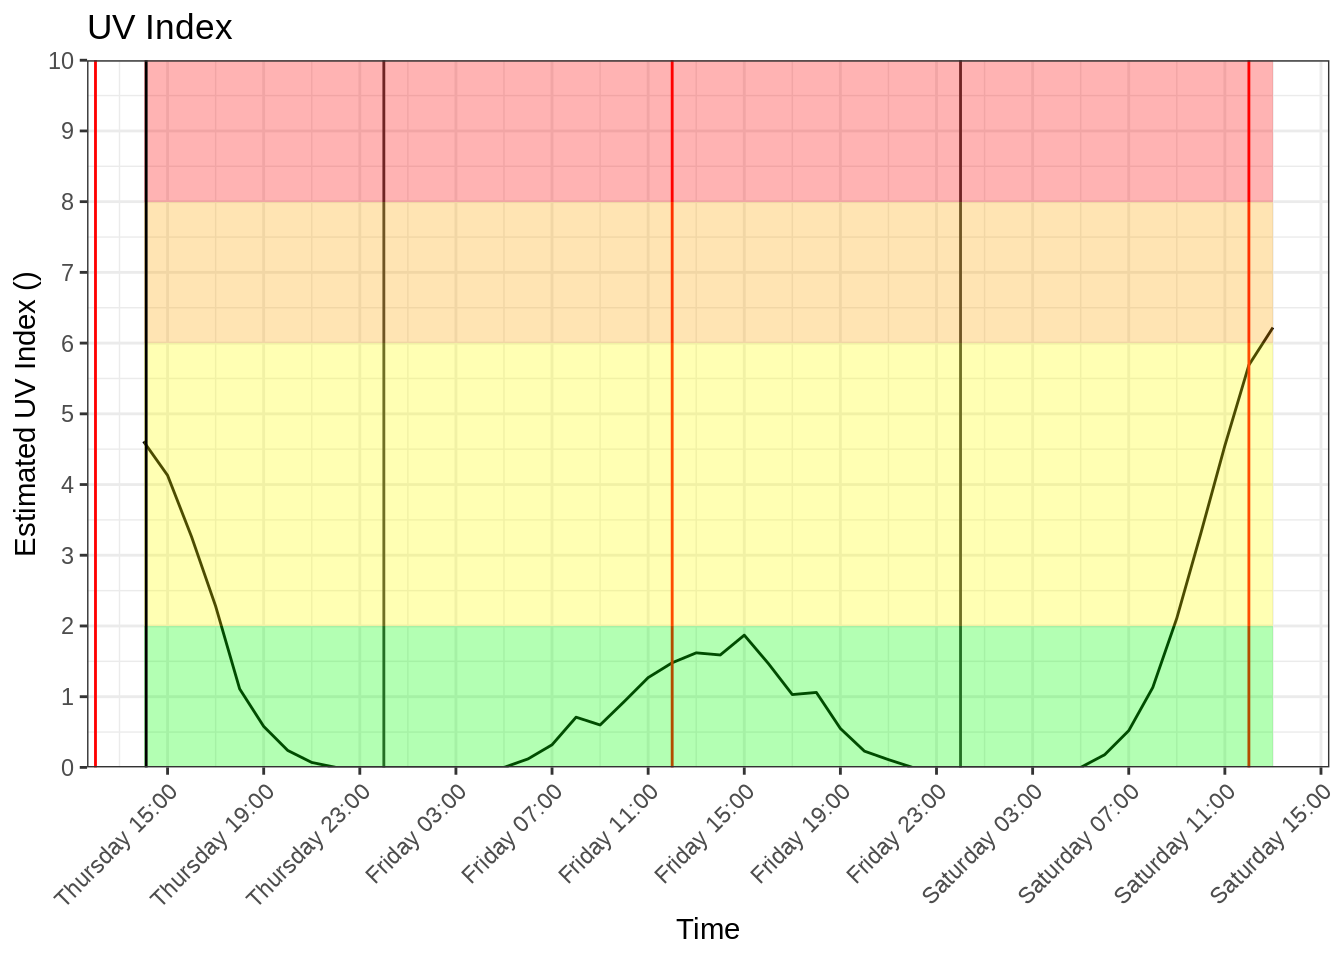 UV Index
10
9
8
7
6
5
4
3
2
1
0
Estimated UV Index ()
Thursday 15:00
Thursday 19:00
Thursday 23:00
Friday 03:00
Friday 07:00
Friday 11:00
Friday 15:00
Friday 19:00
Friday 23:00
Saturday 03:00
Saturday 07:00
Saturday 11:00
Saturday 15:00
Time